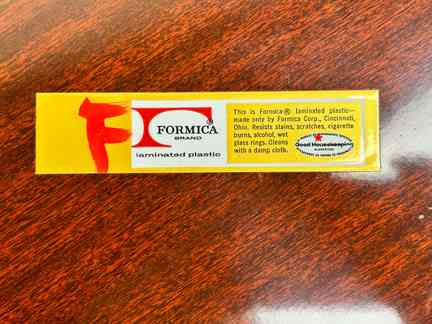 F
FORMICA®
BRAND
laminated plastic
This is Formica® laminated plastic—
made only by Formica Corp., Cincinnati,
Ohio. Resists stains, scratches, cigarette
burns, alcohol, wet
glass rings. Cleans
with a damp cloth.
Good Housekeeping